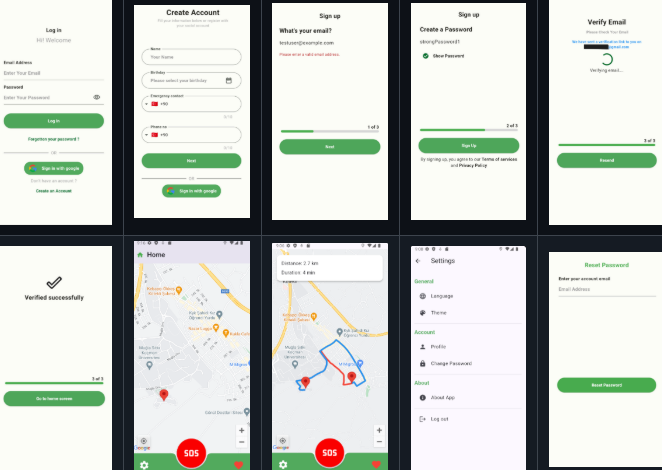 Log in
Hi! Welcome
Email Address
Enter Your Email
Password
Enter Your Password
Log in
Forgotten your password ?
OR
Sign in with google
Don't have an account ?
Create an Account
Create Account
Name
Your Name
Birthday
Please select your birthday
Emergency contact
+90
Phone no
+90
Next
OR
Sign in with google
Sign up
What's your email?
testuser@example.com
Please enter a valid email address
1 of 3
Next
Sign up
Create a Password
strongPassword1
Show Password
2 of 3
Sign Up
By signing up, you agree to our Terms of services
and Privacy Policy
Verify Email
Please Check Your Email
We have sent a verification link to you on
@gmail.com
Verifying email...
3 of 3
Resend
Verified successfully
3 of 3
Go to home screen
Home
Google
SOS
+
−
Distance: 2.7 km
Duration: 4 min
Google
SOS
+
−
Settings
General
Language
Theme
Account
Profile
Change Password
About
About App
Log out
Reset Password
Enter your account email
Email Address
Reset Password